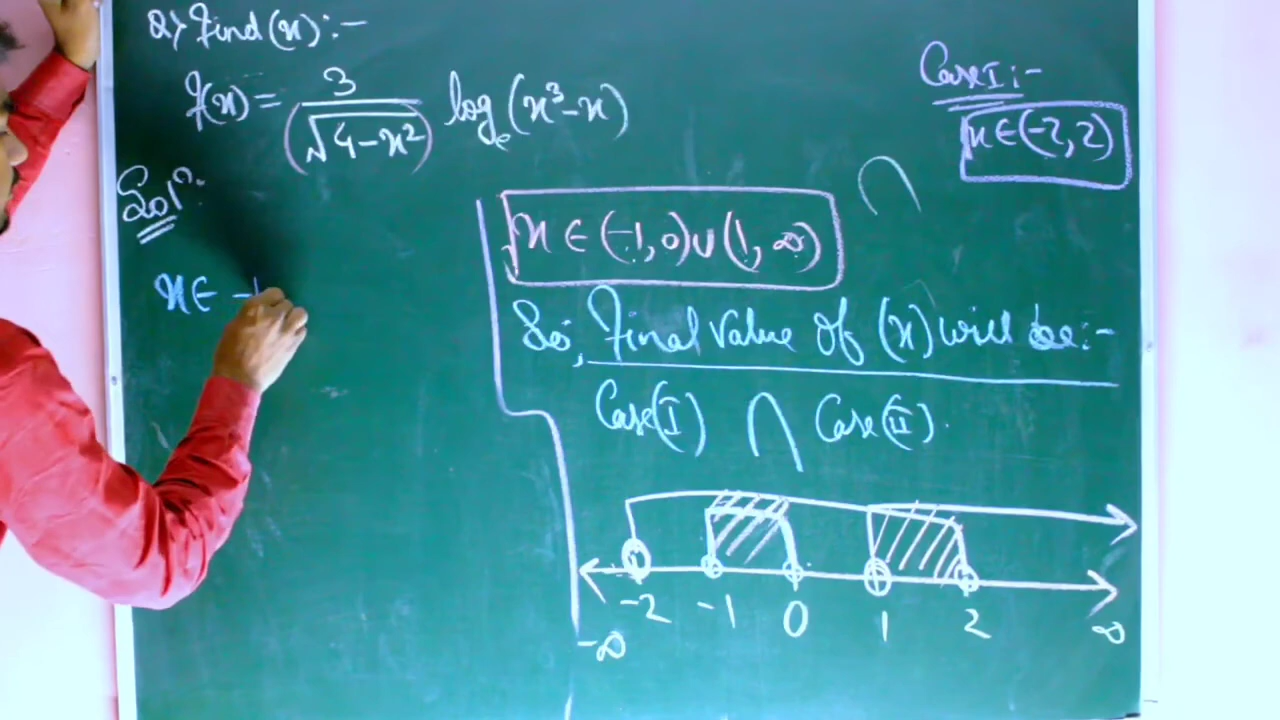 Q) Find (x):-
f(x) = 3/(√4-x²) logₑ(x³-x)
Case I:-
x ∈ (-2, 2)
Solⁿ:
∩
x ∈ (-1, 0) ∪ (1, ∞)
x ∈ -1
So, Final Value Of (x) will be:-
Case(I) ∩ Case(II).
-2 -1 0 1 2 ∞
-∞